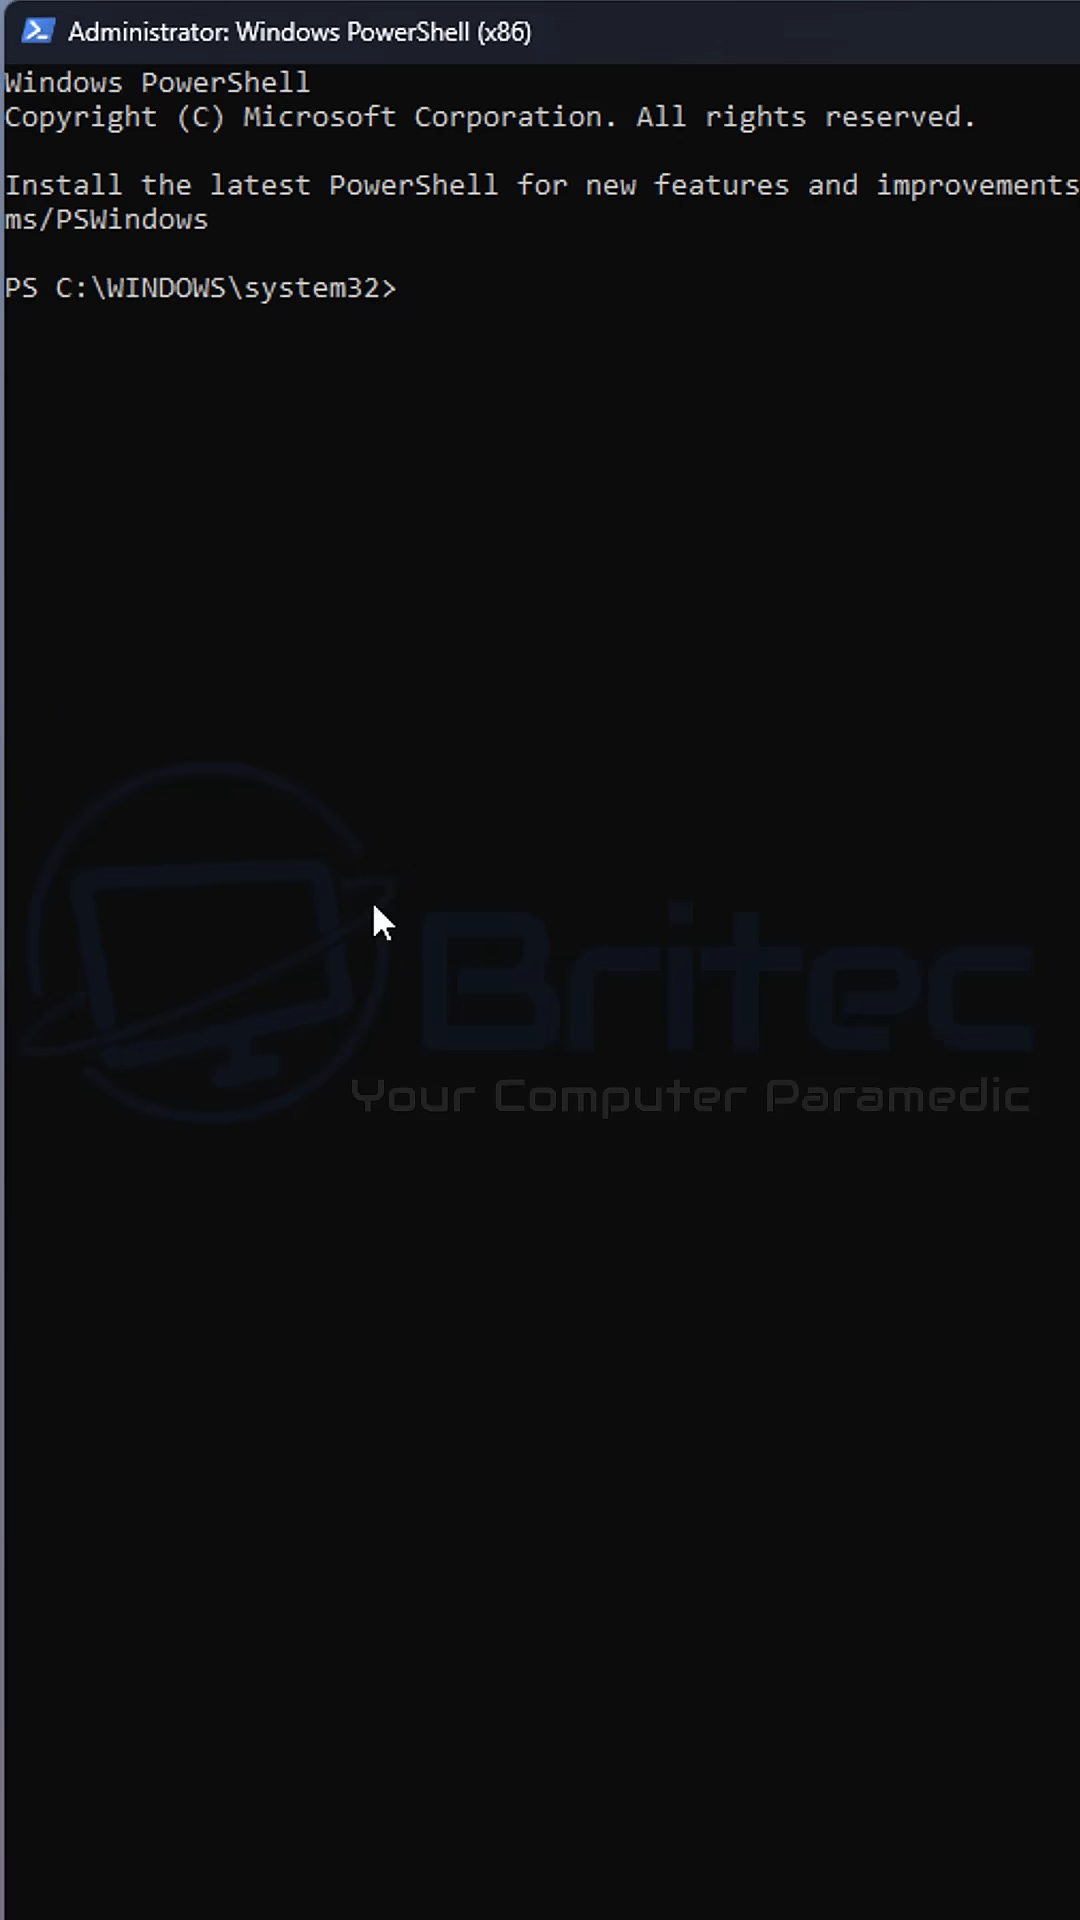 Administrator: Windows PowerShell (x86)
Windows PowerShell
Copyright (C) Microsoft Corporation. All rights reserved.
Install the latest PowerShell for new features and improvements
ms/PSWindows
PS C:\WINDOWS\system32>
Britec
Your Computer Paramedic